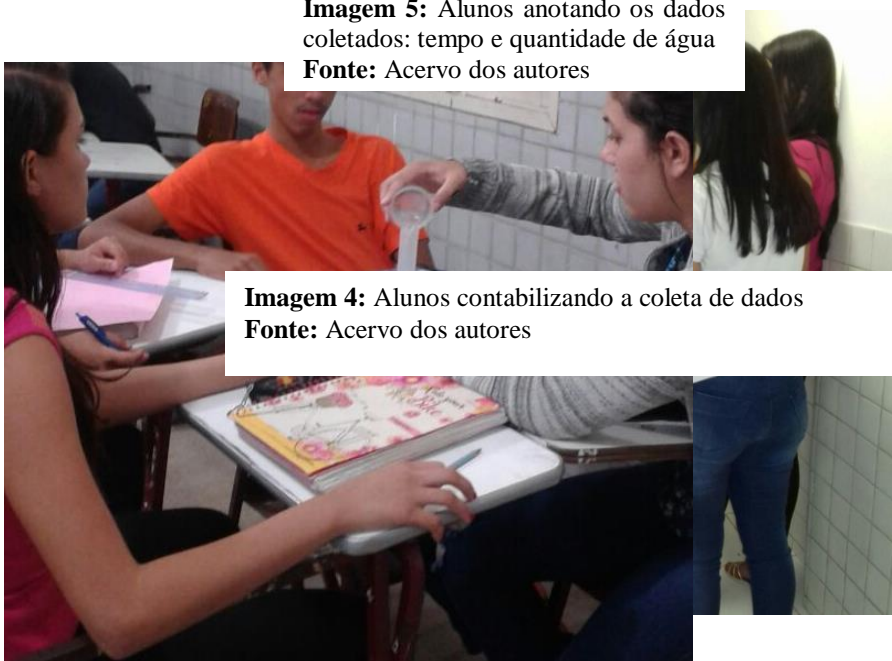 Imagem 5: Alunos anotando os dados
coletados: tempo e quantidade de água
Fonte: Acervo dos autores
Imagem 4: Alunos contabilizando a coleta de dados
Fonte: Acervo dos autores